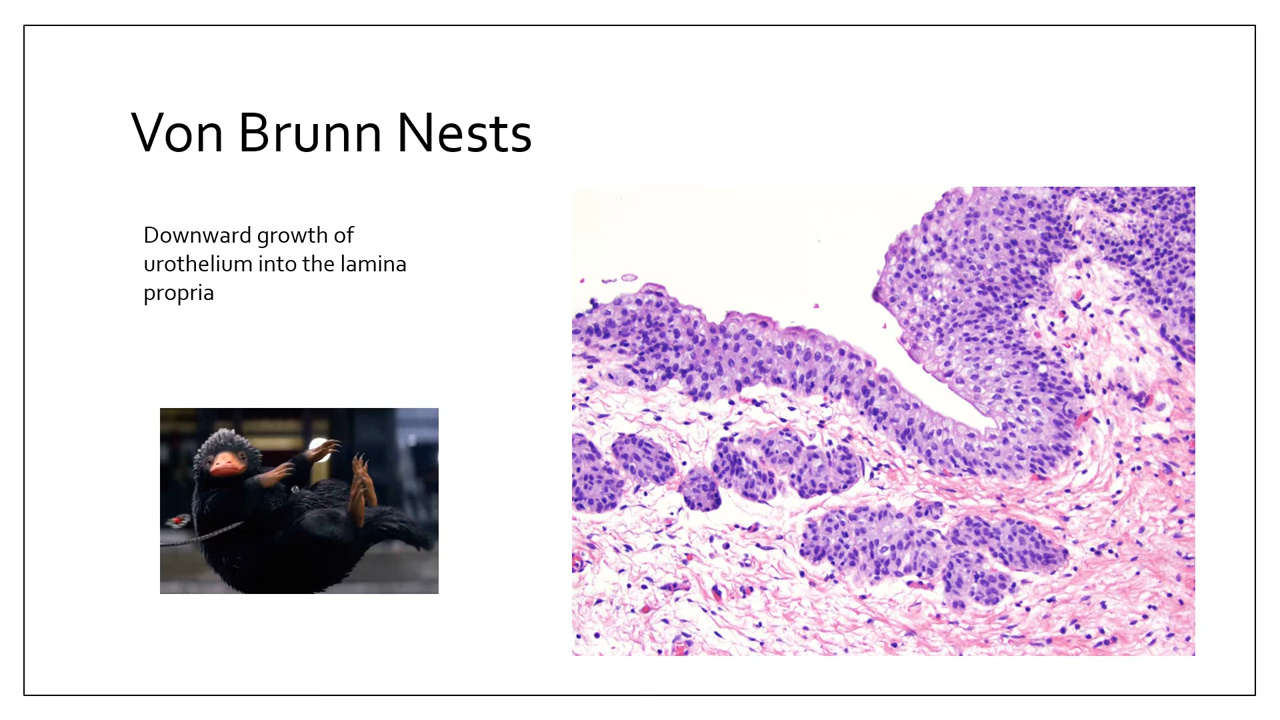 Von Brunn Nests
Downward growth of
urothelium into the lamina
propria